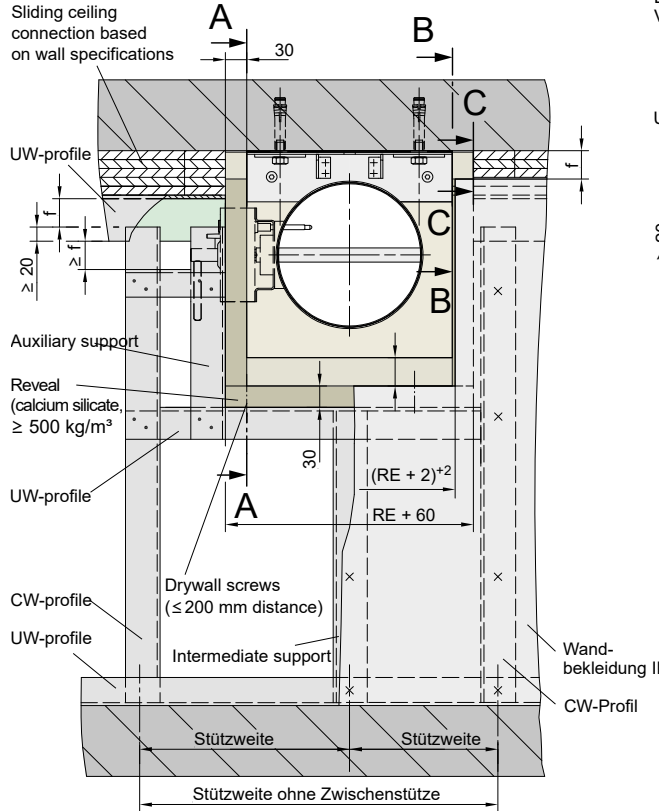 Sliding ceiling
connection based
on wall specifications
A
30
B
C
UW-profile
f
f
≥ 20
≥ f
C
B
Auxiliary support
Reveal
(calcium silicate,
≥ 500 kg/m³
30
UW-profile
A
(RE + 2)⁺²
RE + 60
CW-profile
Drywall screws
(≤ 200 mm distance)
UW-profile
Intermediate support
Wand-
bekleidung II
CW-Profil
Stützweite
Stützweite
Stützweite ohne Zwischenstütze